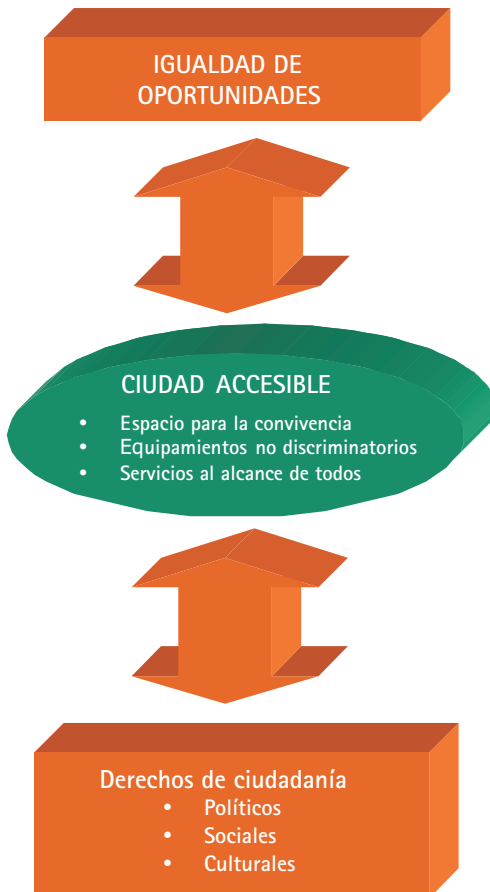 IGUALDAD DE
OPORTUNIDADES
CIUDAD ACCESIBLE
• Espacio para la convivencia
• Equipamientos no discriminatorios
• Servicios al alcance de todos
Derechos de ciudadanía
• Políticos
• Sociales
• Culturales